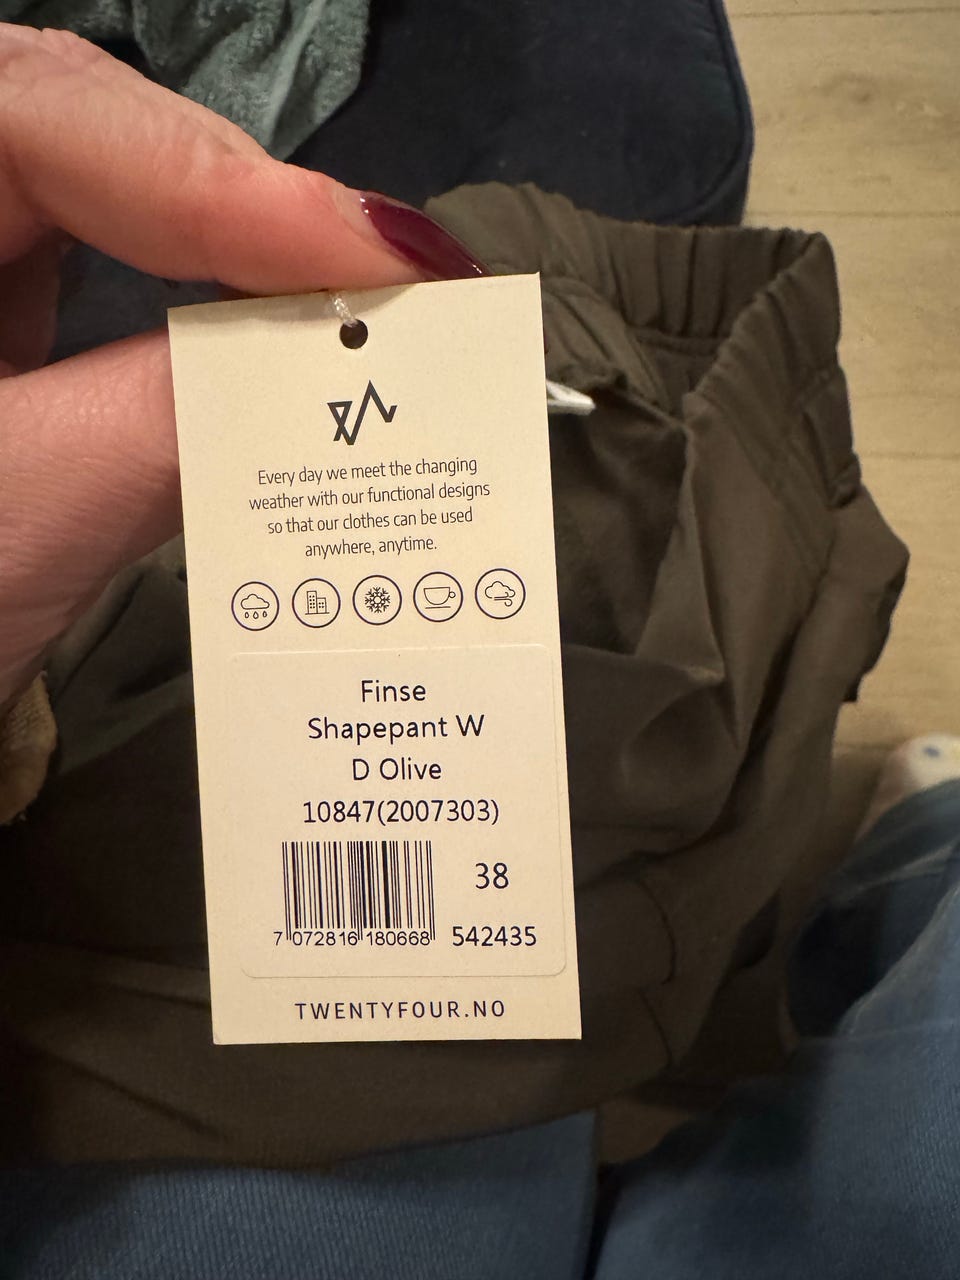 Every day we meet the changing
weather with our functional designs
so that our clothes can be used
anywhere, anytime.
Finse
Shapepant W
D Olive
10847(2007303)
38
7 072816 180668
542435
TWENTYFOUR.NO